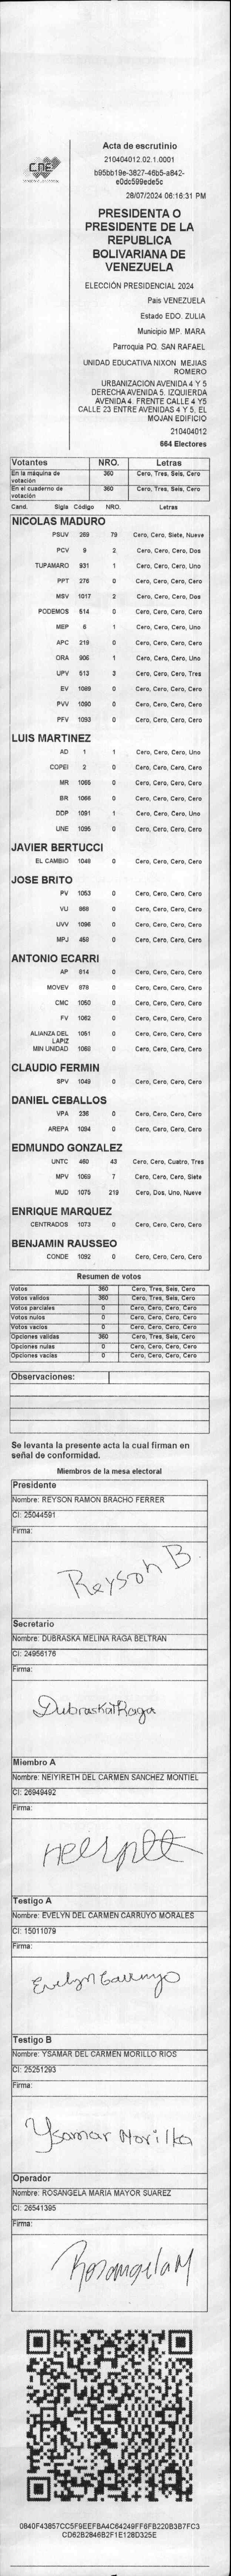 CNE
Acta de escrutinio
210404012.02.1.0001
b95bb19e-3827-46b5-a842-
e0dc599ede5c
28/07/2024 06:16:31 PM
PRESIDENTA O
PRESIDENTE DE LA
REPUBLICA
BOLIVARIANA DE
VENEZUELA
ELECCIÓN PRESIDENCIAL 2024
Pais VENEZUELA
Estado EDO. ZULIA
Municipio MP. MARA
Parroquia PQ. SAN RAFAEL
UNIDAD EDUCATIVA NIXON MEJIAS
ROMERO
URBANIZACION AVENIDA 4 Y 5
DERECHA AVENIDA 5. IZQUIERDA
AVENIDA 4. FRENTE CALLE 4 Y5
CALLE 23 ENTRE AVENIDAS 4 Y 5, EL
MOJAN EDIFICIO
210404012
664 Electores
Votantes NRO. Letras
En la máquina de votación 360 Cero, Tres, Seis, Cero
En el cuaderno de votación 360 Cero, Tres, Seis, Cero
Cand. Sigla Código NRO. Letras
NICOLAS MADURO
PSUV 289 79 Cero, Cero, Siete, Nueve
PCV 9 2 Cero, Cero, Cero, Dos
TUPAMARO 931 1 Cero, Cero, Cero, Uno
PPT 276 0 Cero, Cero, Cero, Cero
MSV 1017 2 Cero, Cero, Cero, Dos
PODEMOS 514 0 Cero, Cero, Cero, Cero
MEP 6 1 Cero, Cero, Cero, Uno
APC 219 0 Cero, Cero, Cero, Cero
ORA 906 1 Cero, Cero, Cero, Uno
UPV 513 3 Cero, Cero, Cero, Tres
EV 1089 0 Cero, Cero, Cero, Cero
PVV 1090 0 Cero, Cero, Cero, Cero
PFV 1093 0 Cero, Cero, Cero, Cero
LUIS MARTINEZ
AD 1 1 Cero, Cero, Cero, Uno
COPEI 2 0 Cero, Cero, Cero, Cero
MR 1065 0 Cero, Cero, Cero, Cero
BR 1066 0 Cero, Cero, Cero, Cero
DDP 1091 1 Cero, Cero, Cero, Uno
UNE 1095 0 Cero, Cero, Cero, Cero
JAVIER BERTUCCI
EL CAMBIO 1048 0 Cero, Cero, Cero, Cero
JOSE BRITO
PV 1053 0 Cero, Cero, Cero, Cero
VU 868 0 Cero, Cero, Cero, Cero
UVV 1096 0 Cero, Cero, Cero, Cero
MPJ 458 0 Cero, Cero, Cero, Cero
ANTONIO ECARRI
AP 814 0 Cero, Cero, Cero, Cero
MOVEV 878 0 Cero, Cero, Cero, Cero
CMC 1050 0 Cero, Cero, Cero, Cero
FV 1062 0 Cero, Cero, Cero, Cero
ALIANZA DEL LAPIZ 1051 0 Cero, Cero, Cero, Cero
MIN UNIDAD 1068 0 Cero, Cero, Cero, Cero
CLAUDIO FERMIN
SPV 1049 0 Cero, Cero, Cero, Cero
DANIEL CEBALLOS
VPA 236 0 Cero, Cero, Cero, Cero
AREPA 1094 0 Cero, Cero, Cero, Cero
EDMUNDO GONZALEZ
UNTC 460 43 Cero, Cero, Cuatro, Tres
MPV 1069 7 Cero, Cero, Cero, Siete
MUD 1075 219 Cero, Dos, Uno, Nueve
ENRIQUE MARQUEZ
CENTRADOS 1073 0 Cero, Cero, Cero, Cero
BENJAMIN RAUSSEO
CONDE 1092 0 Cero, Cero, Cero, Cero
Resumen de votos
Votos 360 Cero, Tres, Seis, Cero
Votos validos 360 Cero, Tres, Seis, Cero
Votos parciales 0 Cero, Cero, Cero, Cero
Votos nulos 0 Cero, Cero, Cero, Cero
Votos vacios 0 Cero, Cero, Cero, Cero
Opciones validas 360 Cero, Tres, Seis, Cero
Opciones nulas 0 Cero, Cero, Cero, Cero
Opciones vacias 0 Cero, Cero, Cero, Cero
Observaciones:
Se levanta la presente acta la cual firman en
señal de conformidad.
Miembros de la mesa electoral
Presidente
Nombre: REYSON RAMON BRACHO FERRER
CI: 25044591
Firma:
Reyson B
Secretario
Nombre: DUBRASKA MELINA RAGA BELTRAN
CI: 24956176
Firma:
Dubraska Raga
Miembro A
Nombre: NEIYIRETH DEL CARMEN SANCHEZ MONTIEL
CI: 26949492
Firma:
Testigo A
Nombre: EVELYN DEL CARMEN CARRUYO MORALES
CI: 15011079
Firma:
Evelyn Carruyo
Testigo B
Nombre: YSAMAR DEL CARMEN MORILLO RIOS
CI: 25251293
Firma:
Ysamar Morillo
Operador
Nombre: ROSANGELA MARIA MAYOR SUAREZ
CI: 26541395
Firma:
Rosangela M
0B40F43857CC5F9EEFBA4C64249FF6FB220B3B7FC3
CD62B2846B2F1E128D325E